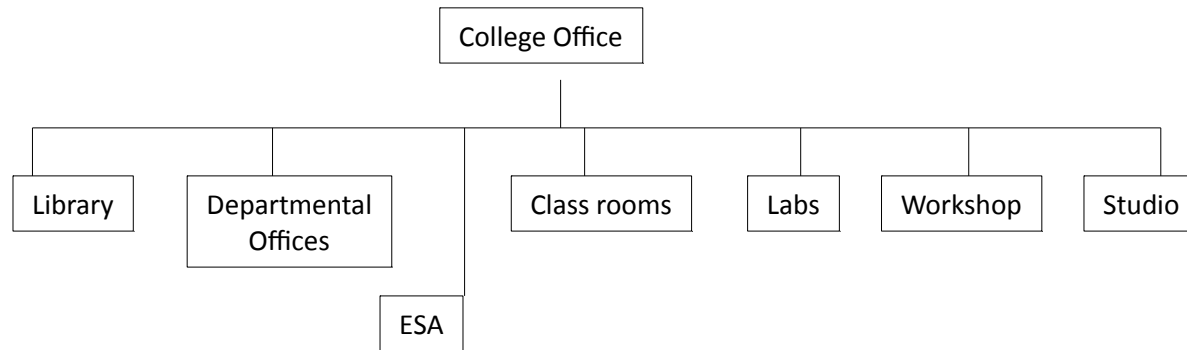 College Office
Library
Departmental
Offices
Class rooms
Labs
Workshop
Studio
ESA